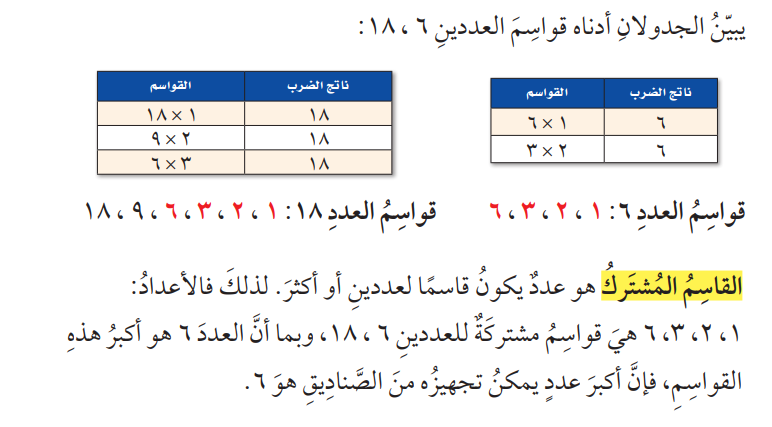 يبيّنُ الجدولانِ أدناه قواسِمَ العددينِ ٦ ، ١٨ :
ناتج الضرب القواسم
٦ ١ × ٦
٦ ٢ × ٣
ناتج الضرب القواسم
١٨ ١ × ١٨
١٨ ٢ × ٩
١٨ ٣ × ٦
قواسِمُ العددِ ٦ : ١ ، ٢ ، ٣ ، ٦
قواسِمُ العددِ ١٨ : ١ ، ٢ ، ٣ ، ٦ ، ٩ ، ١٨
القاسِمُ المُشتَركُ هو عددٌ يكونُ قاسمًا لعددينِ أو أكثرَ. لذلكَ فالأعدادُ:
١ ،٢ ،٣ ،٦ هيَ قواسِمُ مشتركَةٌ للعددينِ ٦ ، ١٨، وبما أنَّ العددَ ٦ هو أكبرُ هذهِ
القواسِمِ، فإنَّ أكبرَ عددٍ يمكنُ تجهيزُه منَ الصَّناديقِ هوَ ٦ .